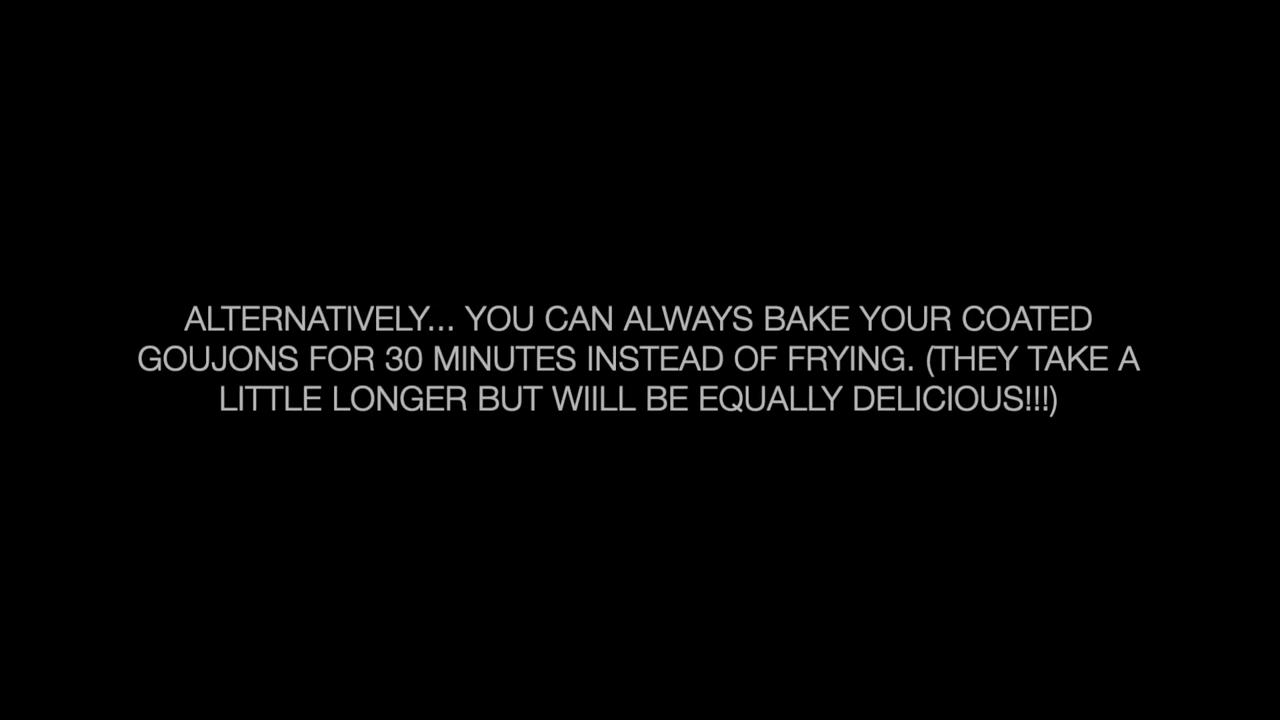 ALTERNATIVELY... YOU CAN ALWAYS BAKE YOUR COATED
GOUJONS FOR 30 MINUTES INSTEAD OF FRYING. (THEY TAKE A
LITTLE LONGER BUT WIILL BE EQUALLY DELICIOUS!!!)